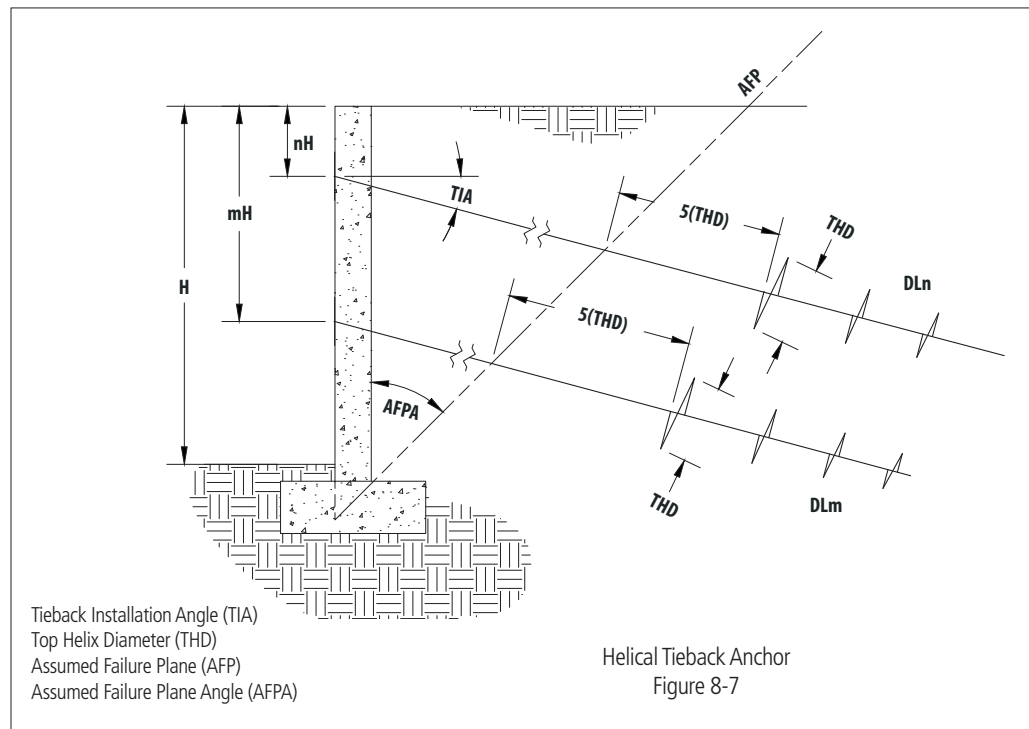 AFP
nH
TIA
mH
5(THD)
THD
H
DLn
5(THD)
AFPA
THD
DLm
Tieback Installation Angle (TIA)
Top Helix Diameter (THD)
Assumed Failure Plane (AFP)
Assumed Failure Plane Angle (AFPA)
Helical Tieback Anchor
Figure 8-7